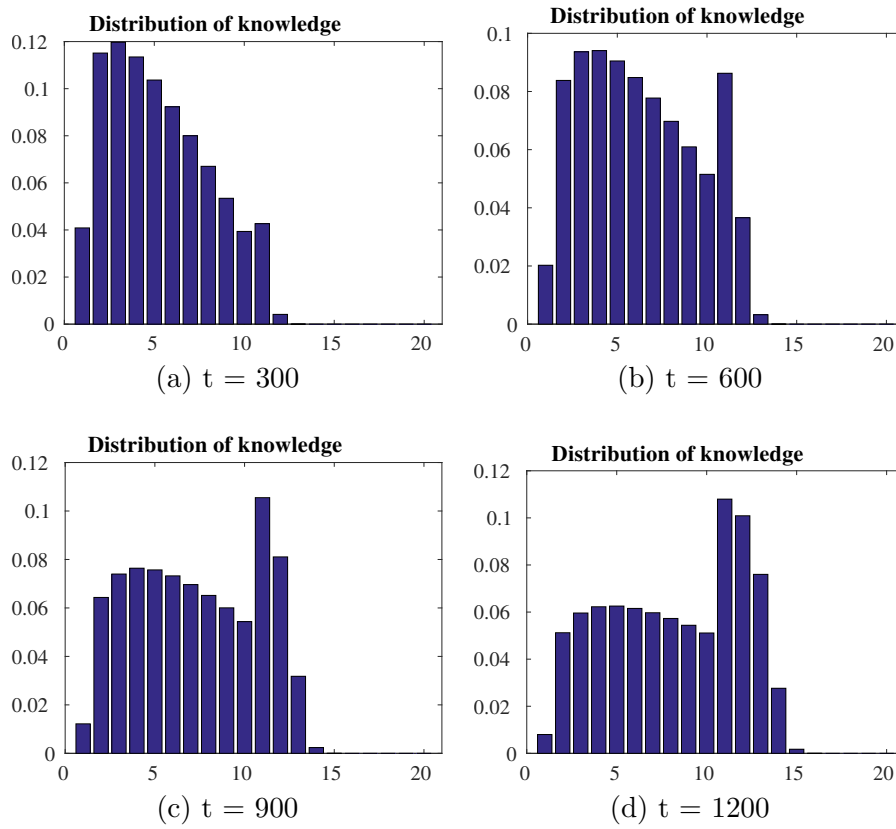 Distribution of knowledge
0.12
0.1
0.08
0.06
0.04
0.02
0
0 5 10 15 20
(a) t = 300
Distribution of knowledge
0.1
0.08
0.06
0.04
0.02
0
0 5 10 15 20
(b) t = 600
Distribution of knowledge
0.12
0.1
0.08
0.06
0.04
0.02
0
0 5 10 15 20
(c) t = 900
Distribution of knowledge
0.12
0.1
0.08
0.06
0.04
0.02
0
0 5 10 15 20
(d) t = 1200